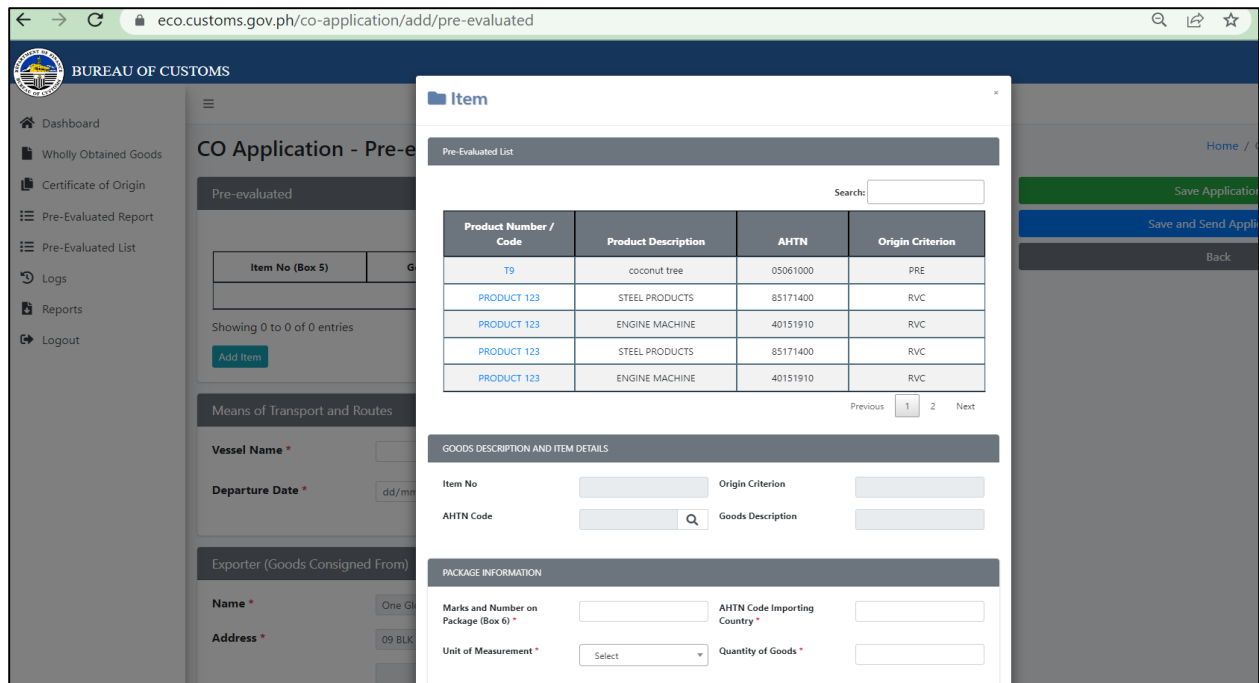 eco.customs.gov.ph/co-application/add/pre-evaluated
BUREAU OF CUSTOMS
Dashboard
Wholly Obtained Goods
Certificate of Origin
Pre-Evaluated Report
Pre-Evaluated List
Logs
Reports
Logout
CO Application - Pre-e
Home /
Pre-evaluated
Item No (Box 5)
Showing 0 to 0 of 0 entries
Add Item
Means of Transport and Routes
Vessel Name *
Departure Date * dd/mm
Exporter (Goods Consigned From)
Name * One Gl
Address * 09 BLK
Save Application
Save and Send Appli
Back
Item ×
Pre-Evaluated List
Search:
Product Number / Code Product Description AHTN Origin Criterion
T9 coconut tree 05061000 PRE
PRODUCT 123 STEEL PRODUCTS 85171400 RVC
PRODUCT 123 ENGINE MACHINE 40151910 RVC
PRODUCT 123 STEEL PRODUCTS 85171400 RVC
PRODUCT 123 ENGINE MACHINE 40151910 RVC
Previous 1 2 Next
GOODS DESCRIPTION AND ITEM DETAILS
Item No Origin Criterion
AHTN Code Goods Description
PACKAGE INFORMATION
Marks and Number on AHTN Code Importing
Package (Box 6) * Country *
Unit of Measurement * Select Quantity of Goods *